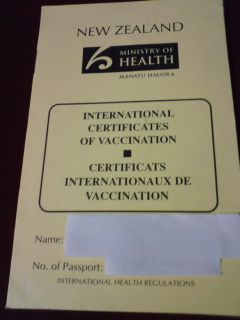 NEW ZEALAND
MINISTRY OF
HEALTH
MANATU HAUORA
INTERNATIONAL
CERTIFICATES
OF VACCINATION
CERTIFICATS
INTERNATIONAUX DE
VACCINATION
Name:
No. of Passport:
INTERNATIONAL HEALTH REGULATIONS